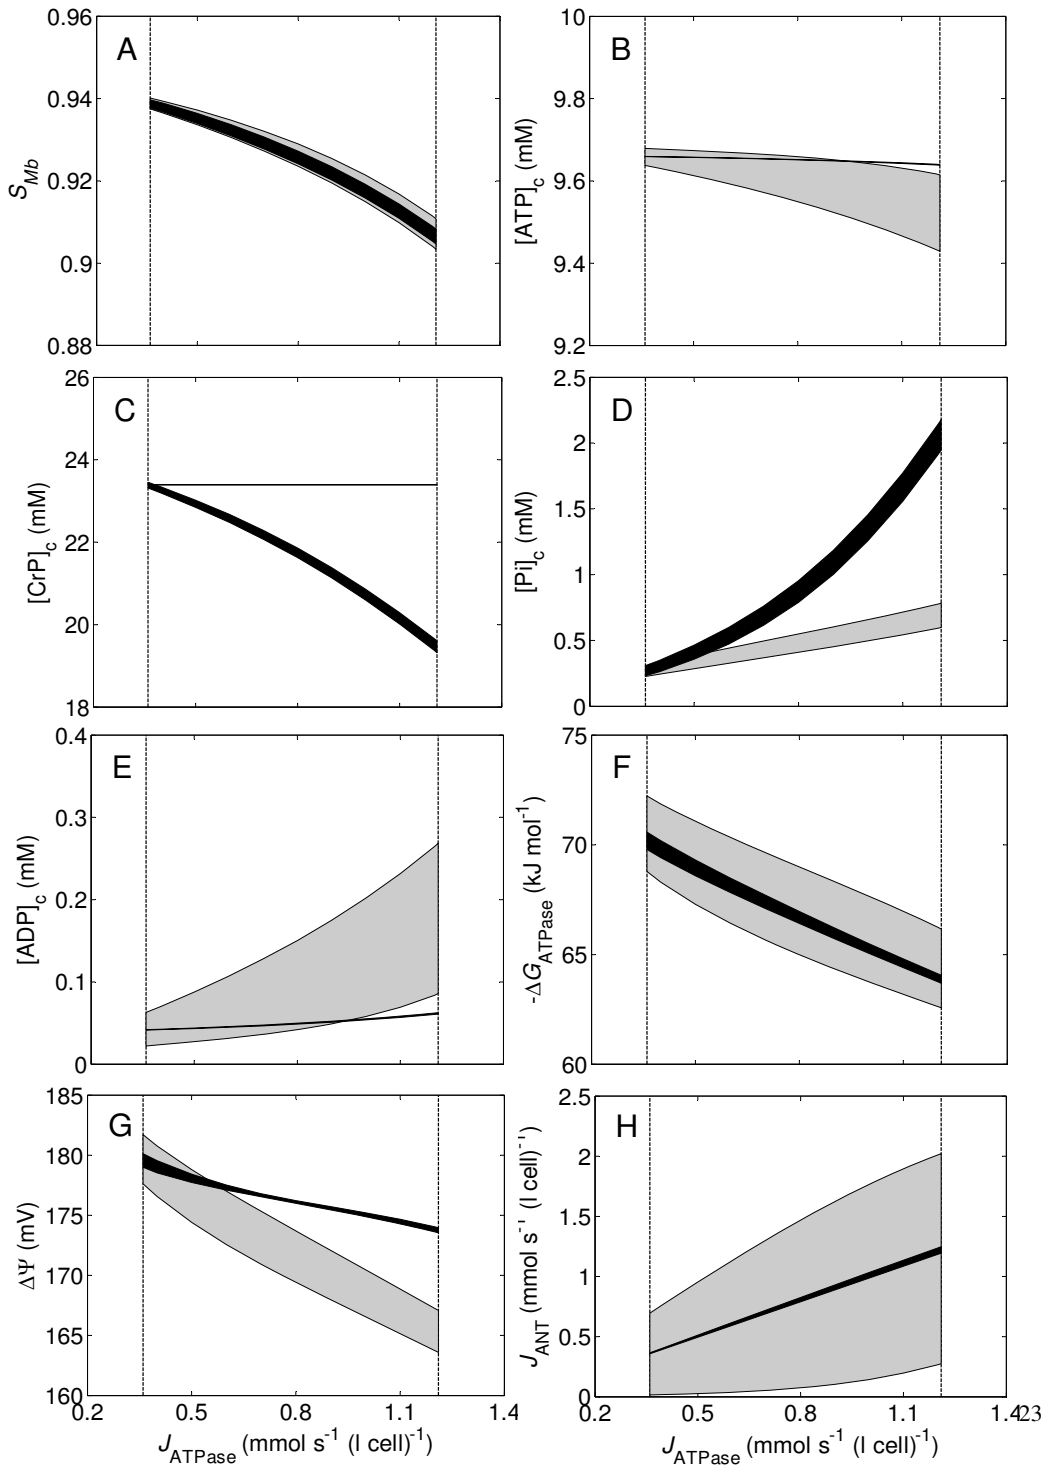 A
0.96
0.94
0.92
0.9
0.88
S_Mb
B
10
9.8
9.6
9.4
9.2
[ATP]_c (mM)
C
26
24
22
20
18
[CrP]_c (mM)
D
2.5
2
1.5
1
0.5
0
[Pi]_c (mM)
E
0.4
0.3
0.2
0.1
0
[ADP]_c (mM)
F
75
70
65
60
-ΔG_ATPase (kJ mol^-1)
G
185
180
175
170
165
160
ΔΨ (mV)
0.2 0.5 0.8 1.1 1.4
J_ATPase (mmol s^-1 (l cell)^-1)
H
2.5
2
1.5
1
0.5
0
J_ANT (mmol s^-1 (l cell)^-1)
0.2 0.5 0.8 1.1 1.423
J_ATPase (mmol s^-1 (l cell)^-1)